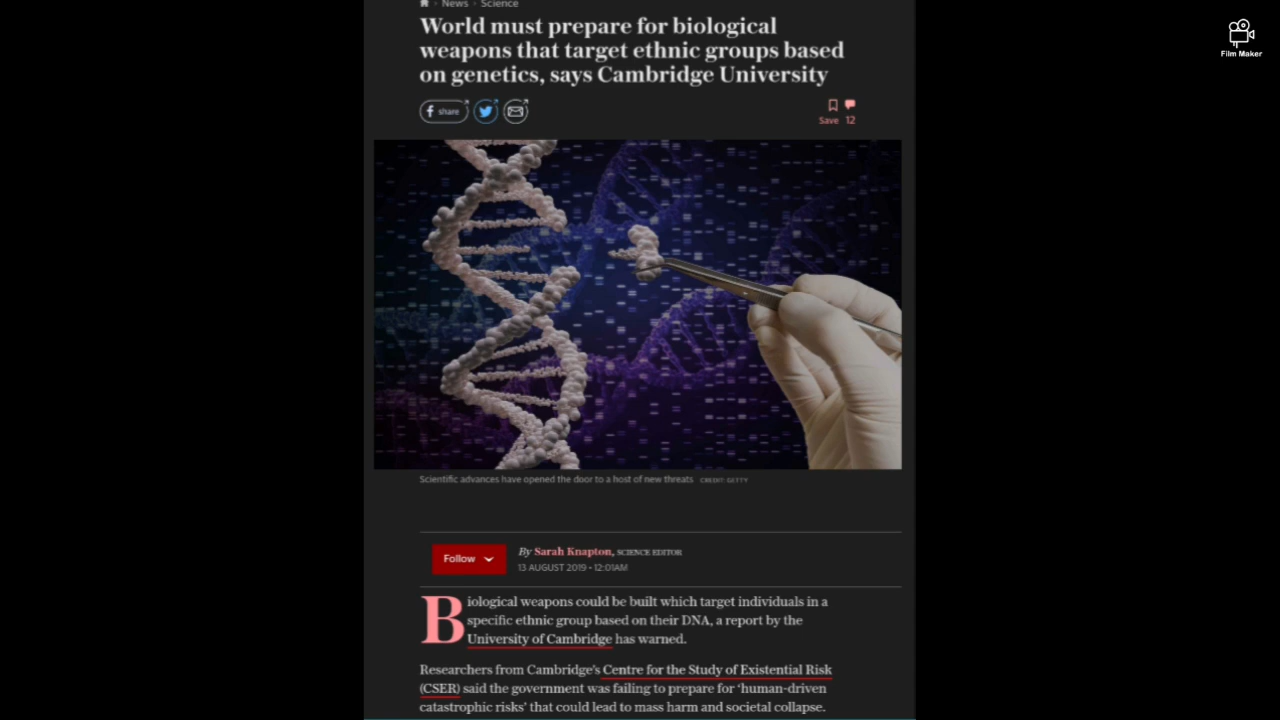 News › Science
World must prepare for biological
weapons that target ethnic groups based
on genetics, says Cambridge University
share
Save 12
Film Maker
Scientific advances have opened the door to a host of new threats CREDIT: GETTY
Follow
By Sarah Knapton, SCIENCE EDITOR
13 AUGUST 2019 • 12:01AM
Biological weapons could be built which target individuals in a
specific ethnic group based on their DNA, a report by the
University of Cambridge has warned.
Researchers from Cambridge's Centre for the Study of Existential Risk
(CSER) said the government was failing to prepare for 'human-driven
catastrophic risks' that could lead to mass harm and societal collapse.